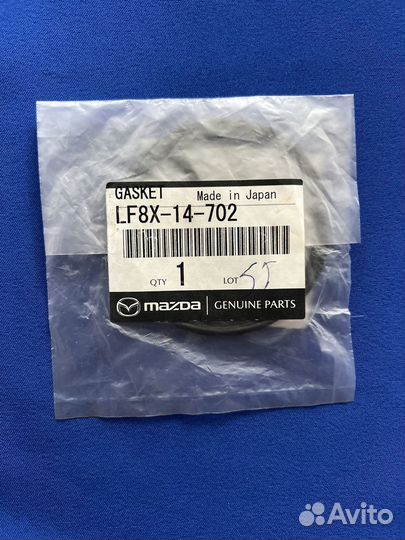 GASKET Made in Japan
LF8X-14-702
QTY 1 LOT
mazda GENUINE PARTS
Avito